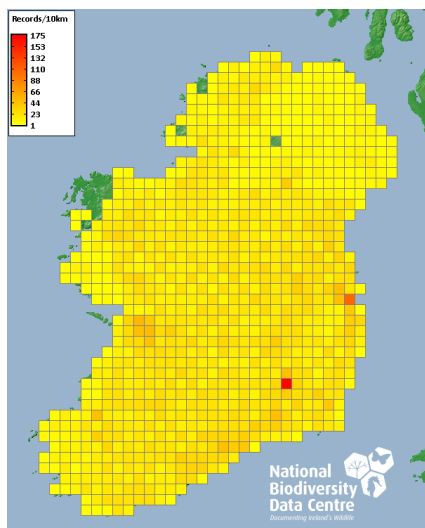 Records/10km
175
153
132
110
88
66
44
23
1
National
Biodiversity
Data Centre
Documenting Ireland's Wildlife